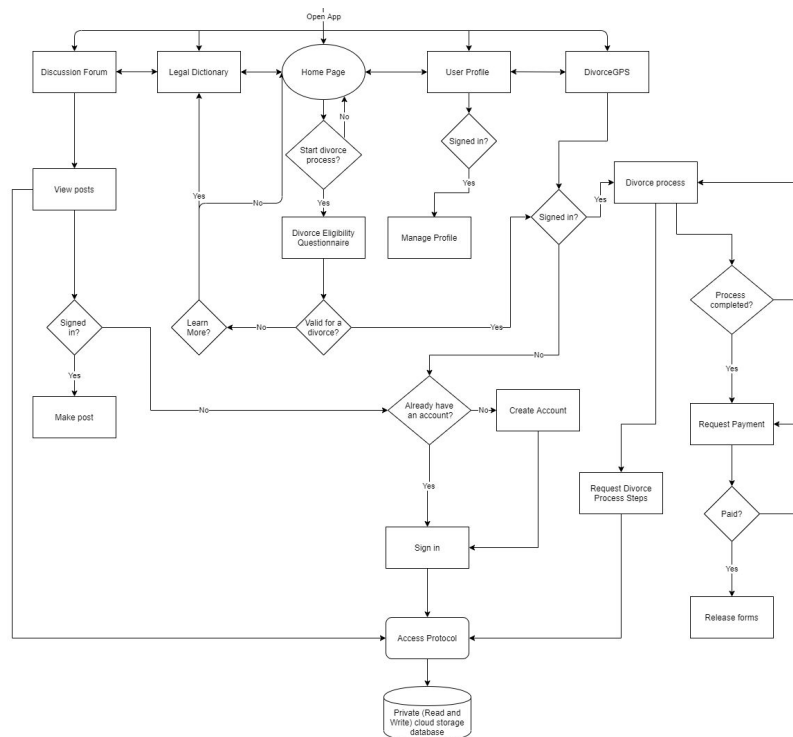 Open App
Discussion Forum
Legal Dictionary
Home Page
User Profile
DivorceGPS
No
Start divorce
process?
Signed in?
View posts
Yes
No
Yes
Yes
Signed in?
Yes
Divorce process
Divorce Eligibility
Questionnaire
Manage Profile
Process
completed?
Signed
in?
Learn
More?
No
Valid for a
divorce?
Yes
No
Yes
Yes
Make post
No
Already have
an account?
No
Create Account
Request Payment
Yes
Request Divorce
Process Steps
Paid?
Sign in
Yes
Release forms
Access Protocol
Private (Read and
Write) cloud storage
database